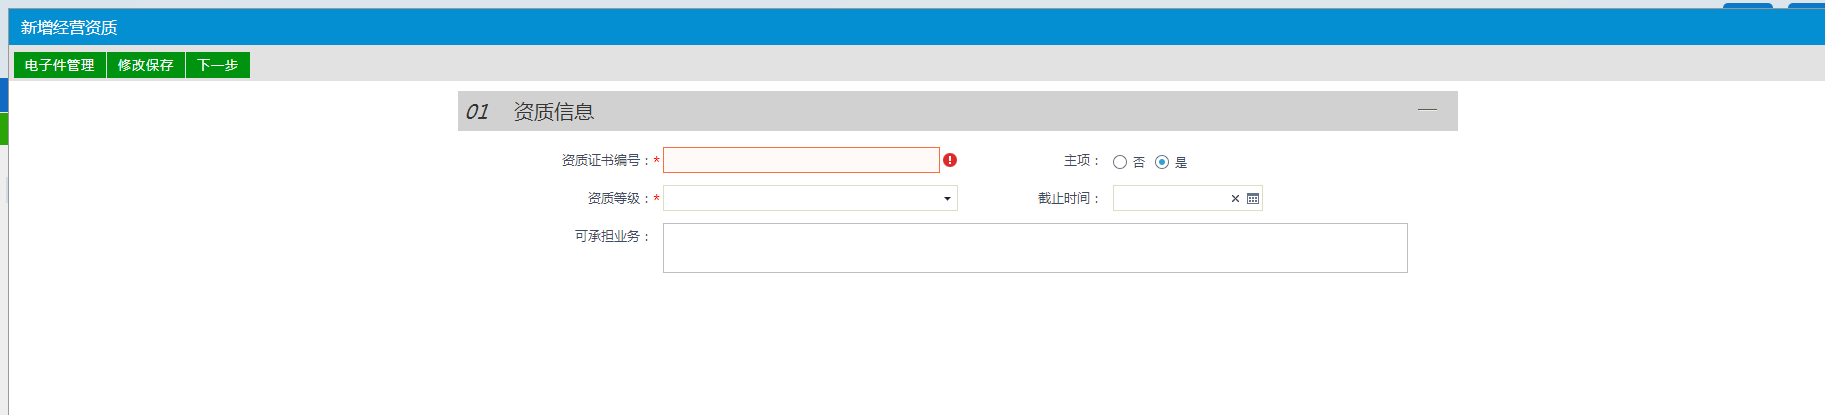 新增经营资质
电子件管理 修改保存 下一步
01 资质信息
资质证书编号：* 主项： 否 是
资质等级：* 截止时间：
可承担业务：